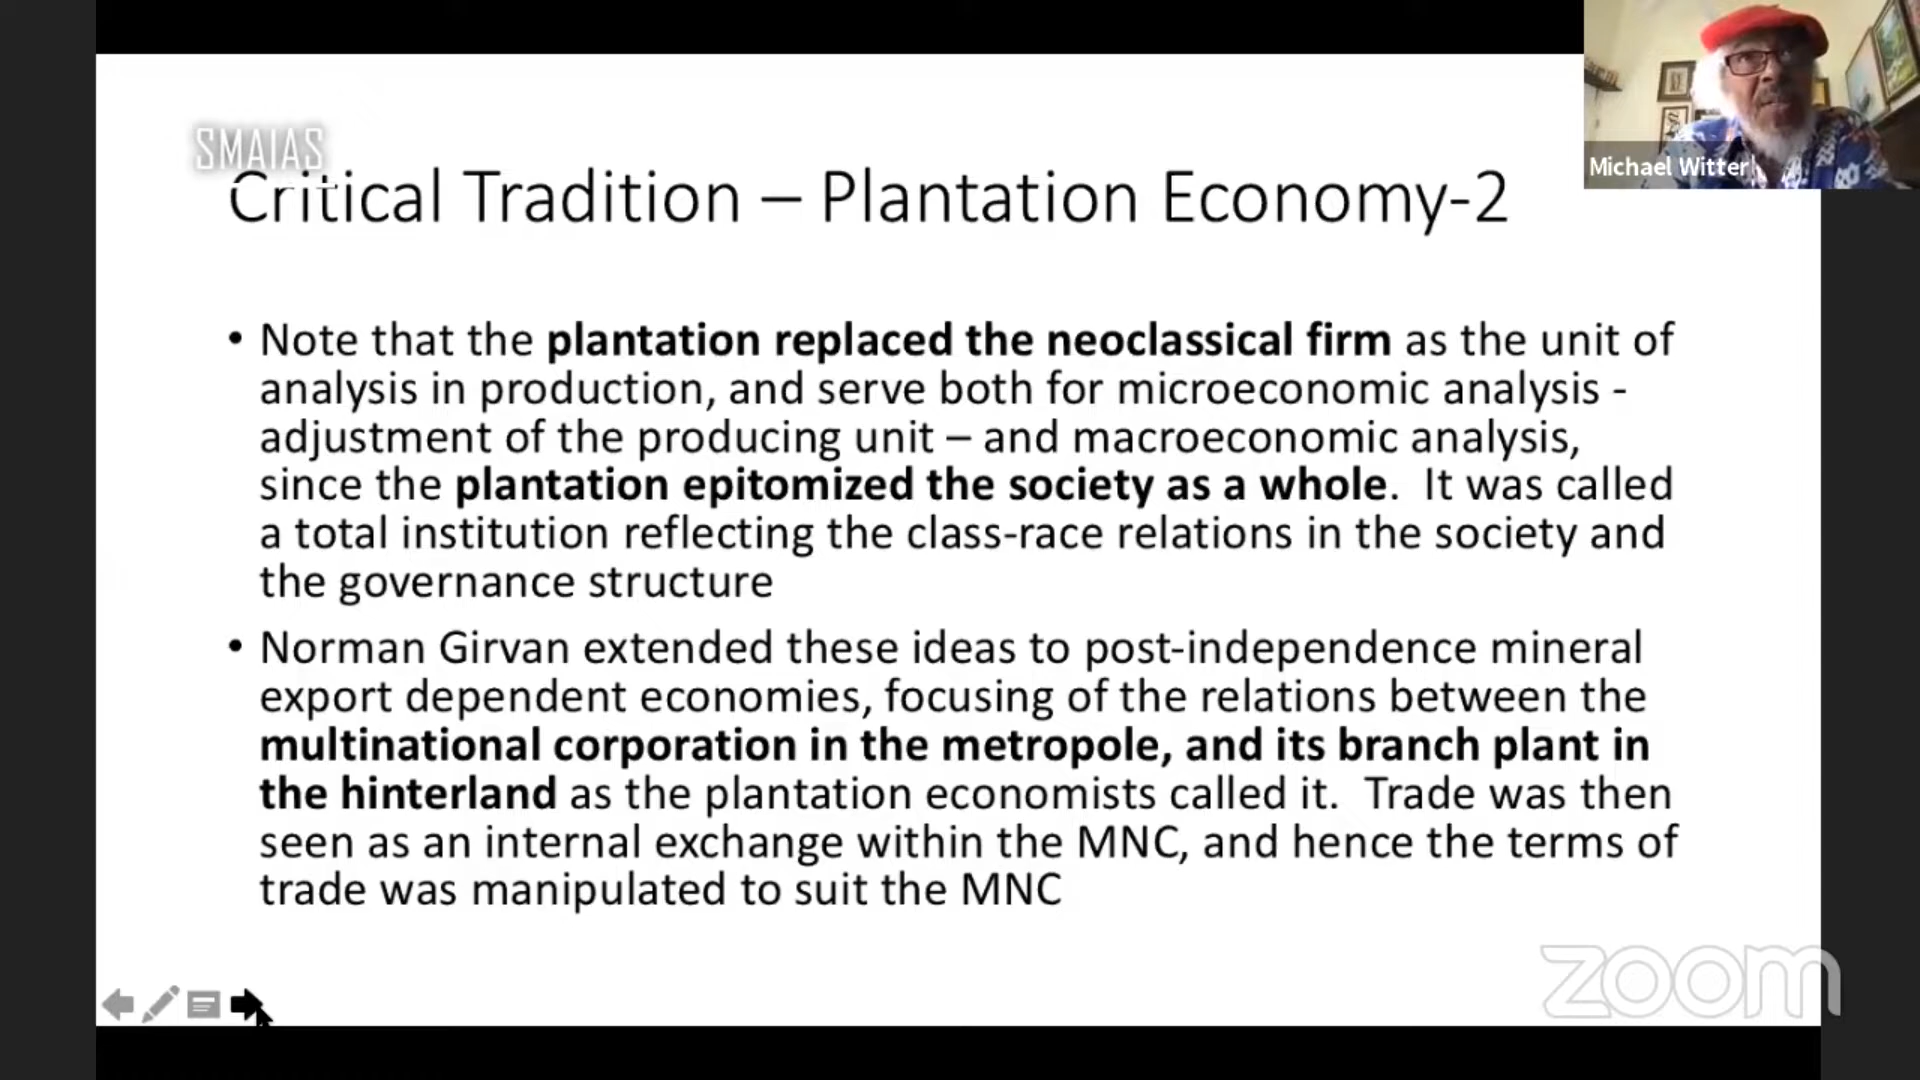 SMAIAS
Michael Witter
Critical Tradition – Plantation Economy-2
• Note that the plantation replaced the neoclassical firm as the unit of
analysis in production, and serve both for microeconomic analysis -
adjustment of the producing unit – and macroeconomic analysis,
since the plantation epitomized the society as a whole. It was called
a total institution reflecting the class-race relations in the society and
the governance structure
• Norman Girvan extended these ideas to post-independence mineral
export dependent economies, focusing of the relations between the
multinational corporation in the metropole, and its branch plant in
the hinterland as the plantation economists called it. Trade was then
seen as an internal exchange within the MNC, and hence the terms of
trade was manipulated to suit the MNC
zoom